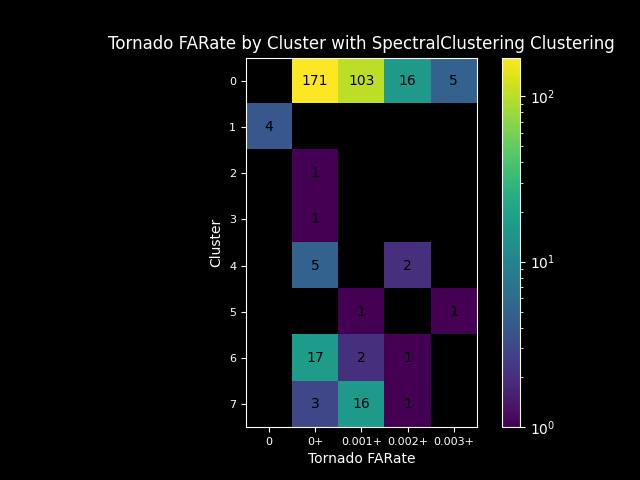 Tornado FARate by Cluster with SpectralClustering Clustering
0 171 103 16 5
1 4
2 1
3 1
4 5 2
5 1 1
6 17 2 1
7 3 16 1
0 0+ 0.001+ 0.002+ 0.003+
Tornado FARate
Cluster
10²
10¹
10⁰